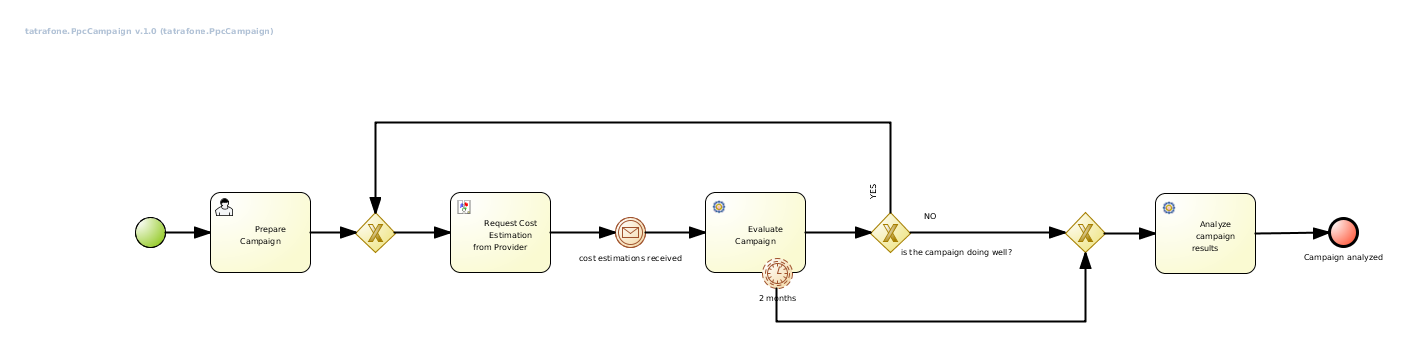 tatrafone.PpcCampaign v.1.0 (tatrafone.PpcCampaign)
YES
NO
Prepare
Campaign
Request Cost
Estimation
from Provider
cost estimations received
Evaluate
Campaign
2 months
is the campaign doing well?
Analyze
campaign
results
Campaign analyzed